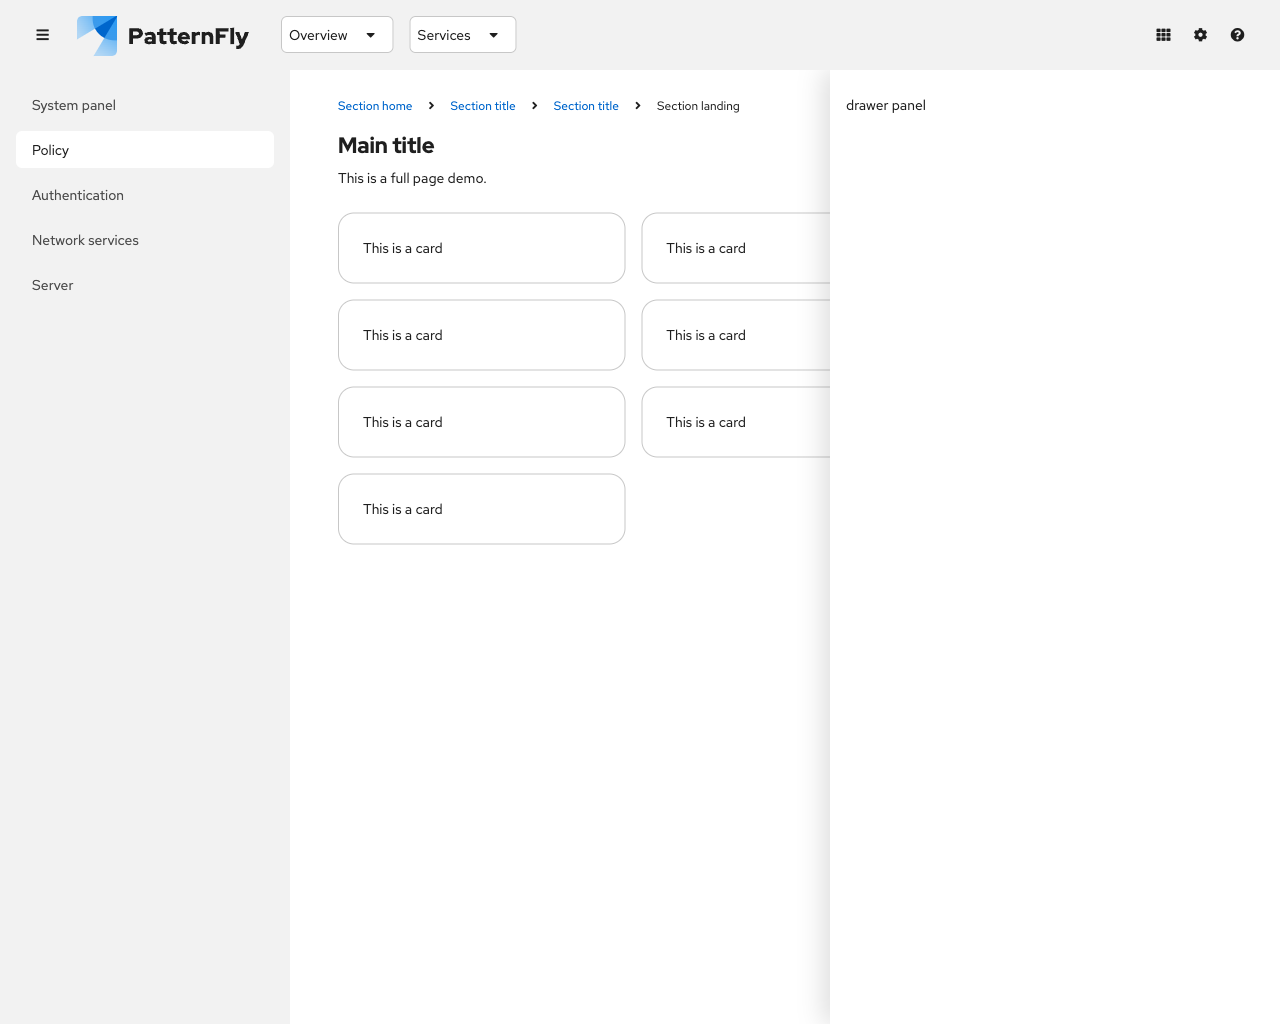 PatternFly
Overview
Services
System panel
Policy
Authentication
Network services
Server
Section home > Section title > Section title > Section landing
Main title
This is a full page demo.
This is a card
This is a card
This is a card
This is a card
This is a card
This is a card
This is a card
drawer panel